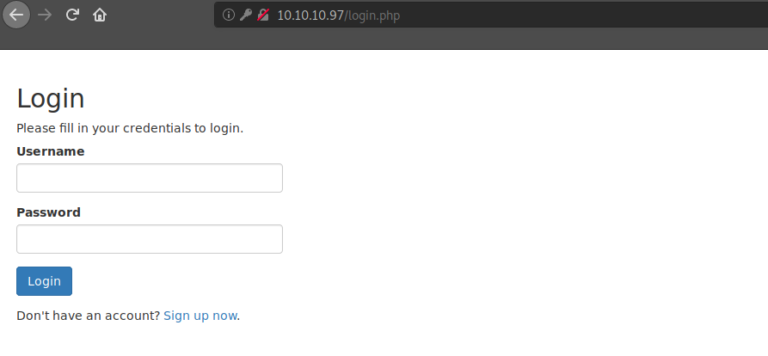 10.10.10.97/login.php
Login
Please fill in your credentials to login.
Username
Password
Login
Don't have an account? Sign up now.